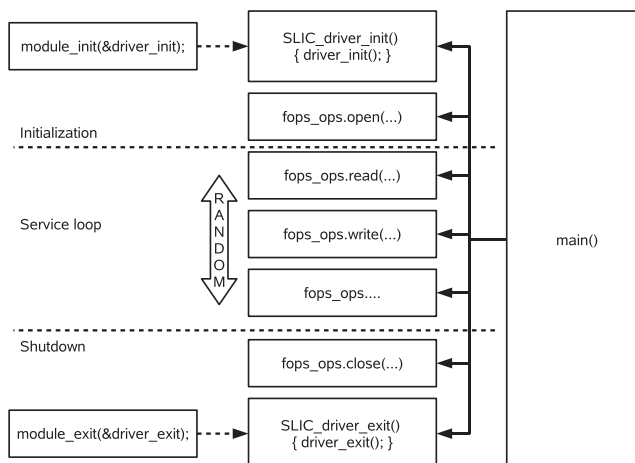 module_init(&driver_init);
SLIC_driver_init()
{ driver_init(); }
fops_ops.open(...)
Initialization
fops_ops.read(...)
Service loop
RANDOM
fops_ops.write(...)
main()
fops_ops....
Shutdown
fops_ops.close(...)
module_exit(&driver_exit);
SLIC_driver_exit()
{ driver_exit(); }